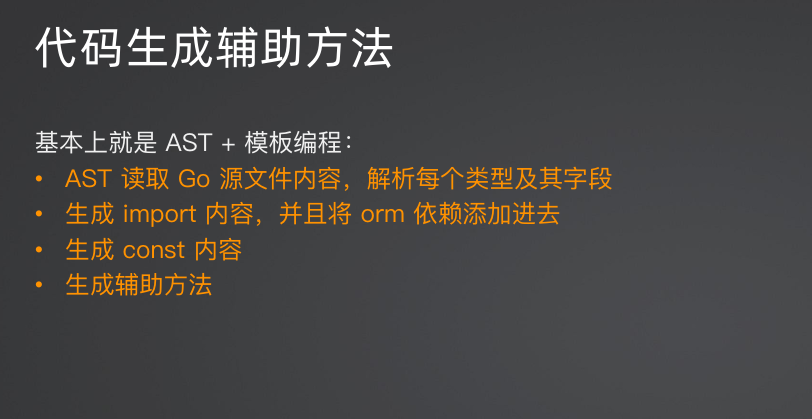 代码生成辅助方法
基本上就是 AST + 模板编程：
• AST 读取 Go 源文件内容，解析每个类型及其字段
• 生成 import 内容，并且将 orm 依赖添加进去
• 生成 const 内容
• 生成辅助方法